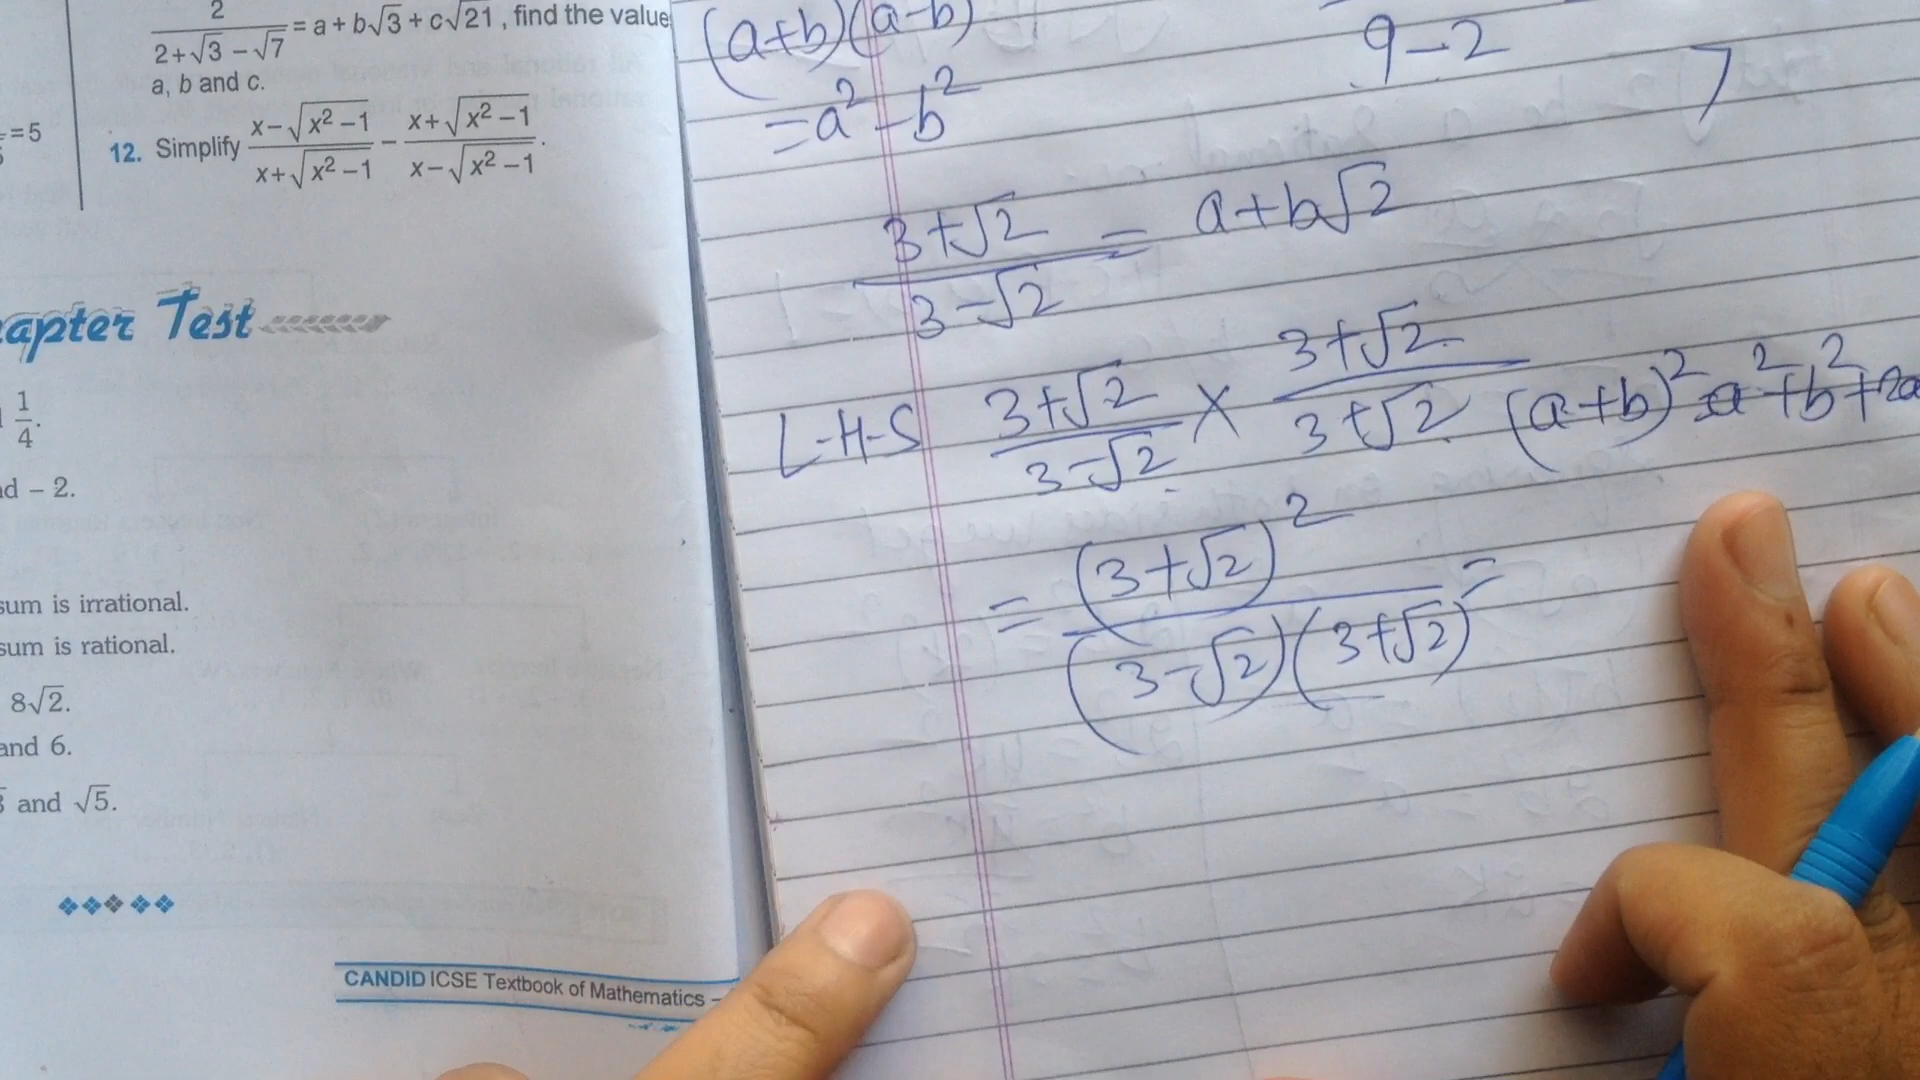 2/(2+√3−√7) = a+b√3+c√21, find the value
a, b and c.
=5
12. Simplify (x−√(x²−1))/(x+√(x²−1)) − (x+√(x²−1))/(x−√(x²−1)).
apter Test
1/4.
d − 2.
sum is irrational.
sum is rational.
8√2.
and 6.
and √5.
CANDID ICSE Textbook of Mathematics –
(a+b)(a−b)
=a²−b²
9−2
7
(3+√2)/(3−√2) = a+b√2
L-H-S (3+√2)/(3−√2) × (3+√2)/(3+√2) (a+b)²=a²+b²+2a
= (3+√2)²/(3−√2)(3+√2) =